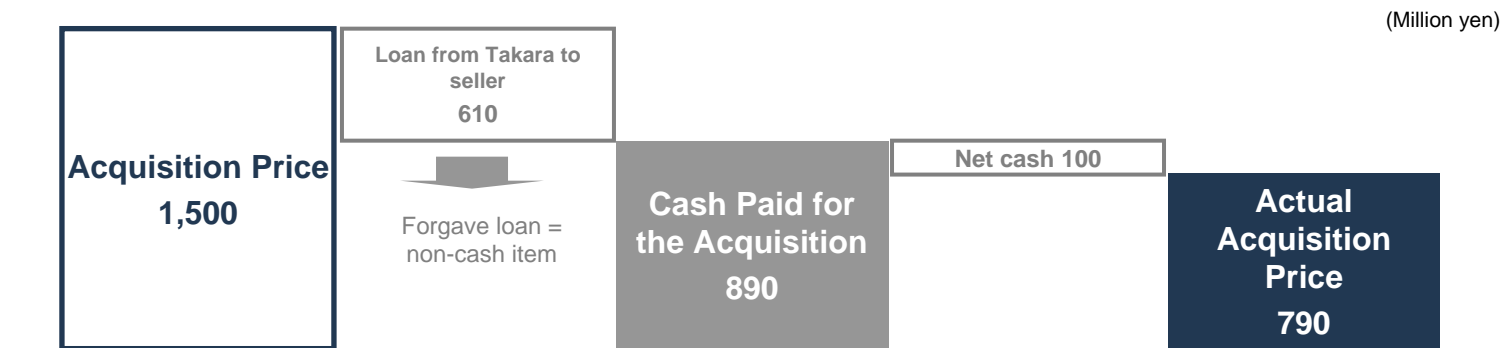 (Million yen)
Loan from Takara to
seller
610
Acquisition Price
1,500
Forgave loan =
non-cash item
Cash Paid for
the Acquisition
890
Net cash 100
Actual
Acquisition
Price
790